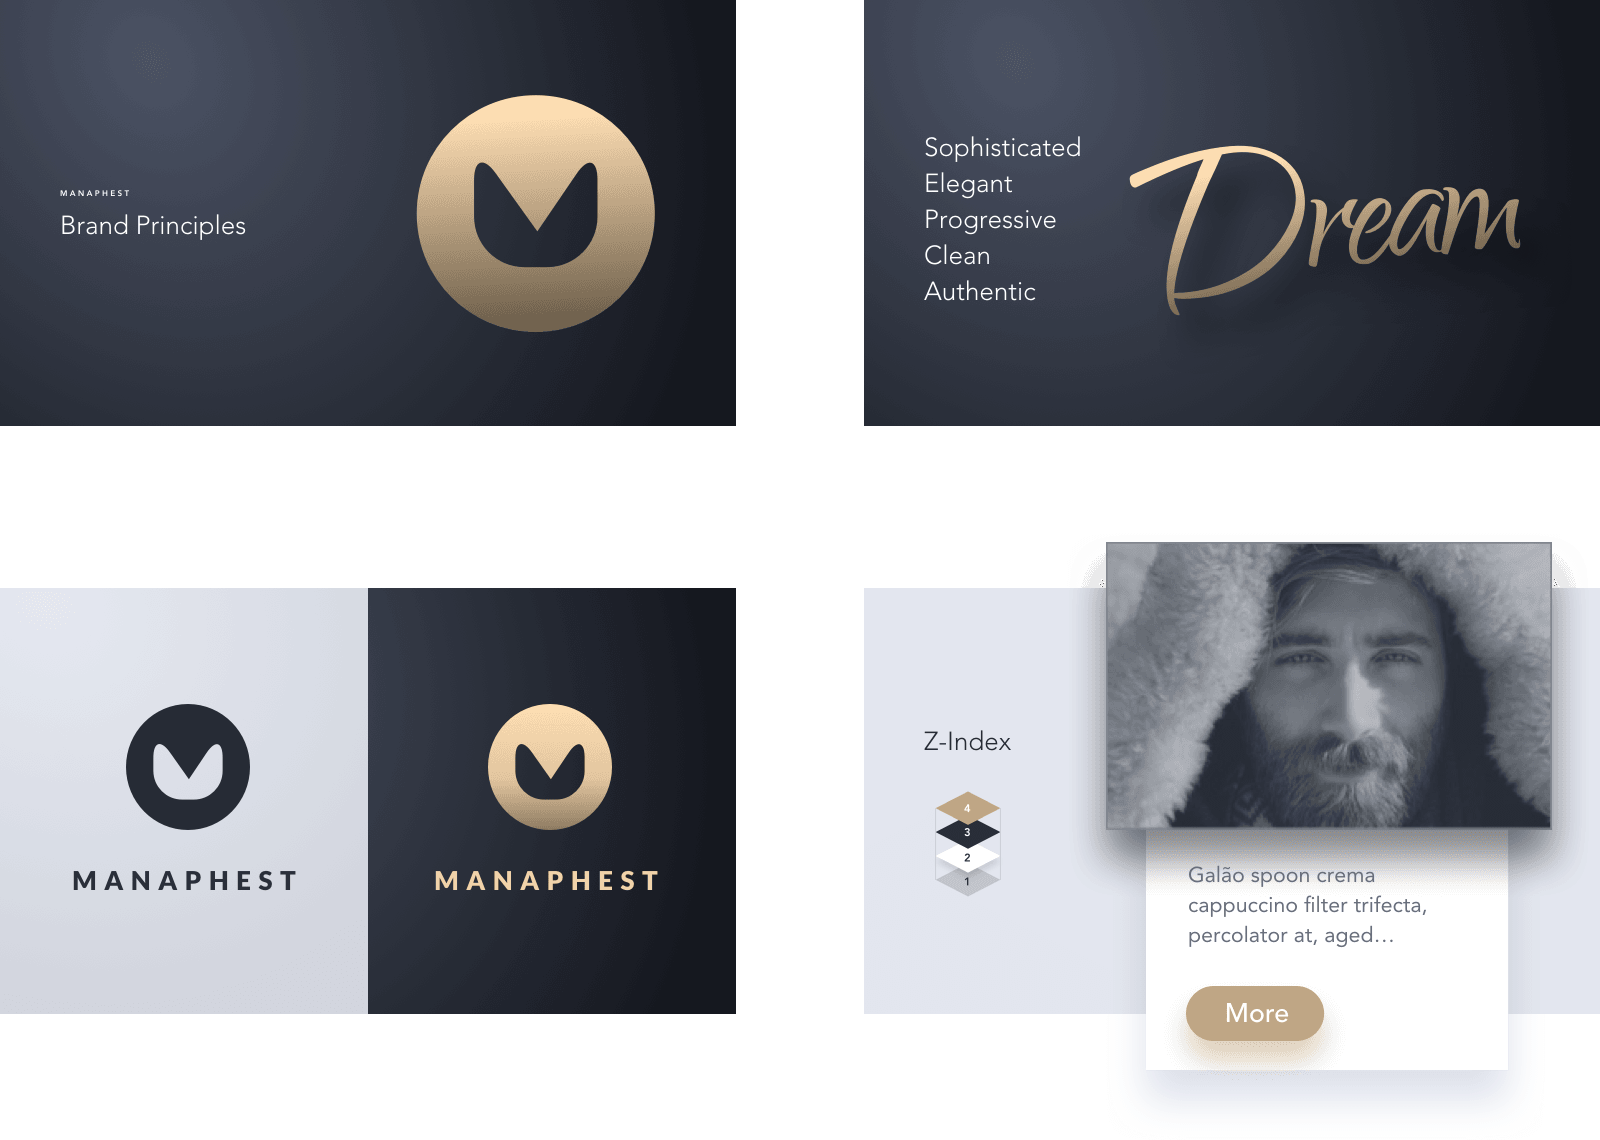 MANAPHEST
Brand Principles
Sophisticated
Elegant
Progressive
Clean
Authentic
Dream
MANAPHEST
MANAPHEST
Z-Index
4
3
2
1
Galão spoon crema
cappuccino filter trifecta,
percolator at, aged…
More